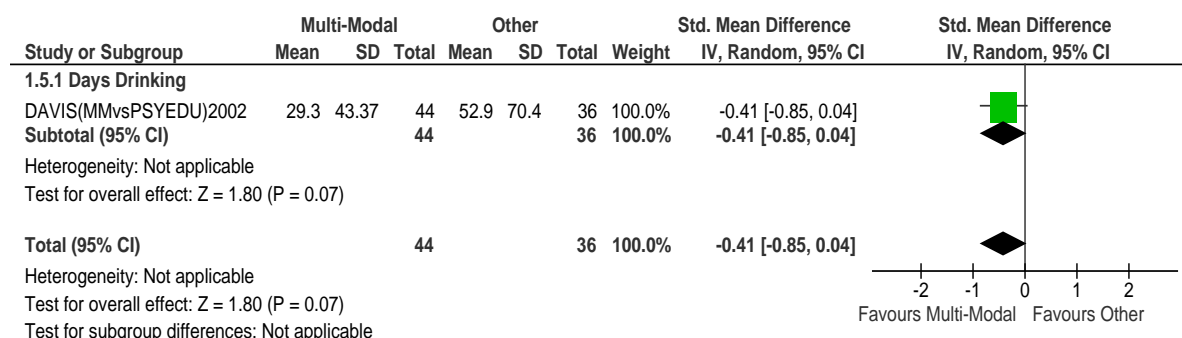 Multi-Modal Other Std. Mean Difference Std. Mean Difference
Study or Subgroup Mean SD Total Mean SD Total Weight IV, Random, 95% CI IV, Random, 95% CI
1.5.1 Days Drinking
DAVIS(MMvsPSYEDU)2002 29.3 43.37 44 52.9 70.4 36 100.0% -0.41 [-0.85, 0.04]
Subtotal (95% CI) 44 36 100.0% -0.41 [-0.85, 0.04]
Heterogeneity: Not applicable
Test for overall effect: Z = 1.80 (P = 0.07)
Total (95% CI) 44 36 100.0% -0.41 [-0.85, 0.04]
Heterogeneity: Not applicable
Test for overall effect: Z = 1.80 (P = 0.07)
Test for subgroup differences: Not applicable
-2 -1 0 1 2
Favours Multi-Modal Favours Other